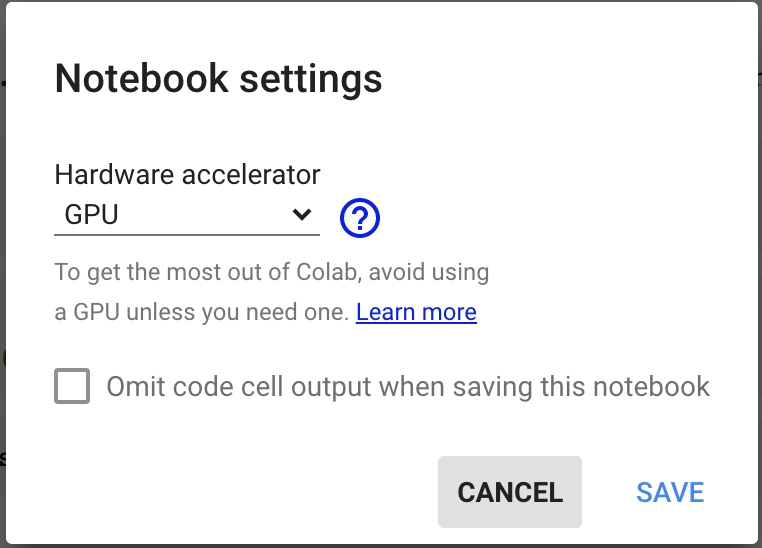 Notebook settings
Hardware accelerator
GPU
?
To get the most out of Colab, avoid using
a GPU unless you need one. Learn more
Omit code cell output when saving this notebook
CANCEL SAVE